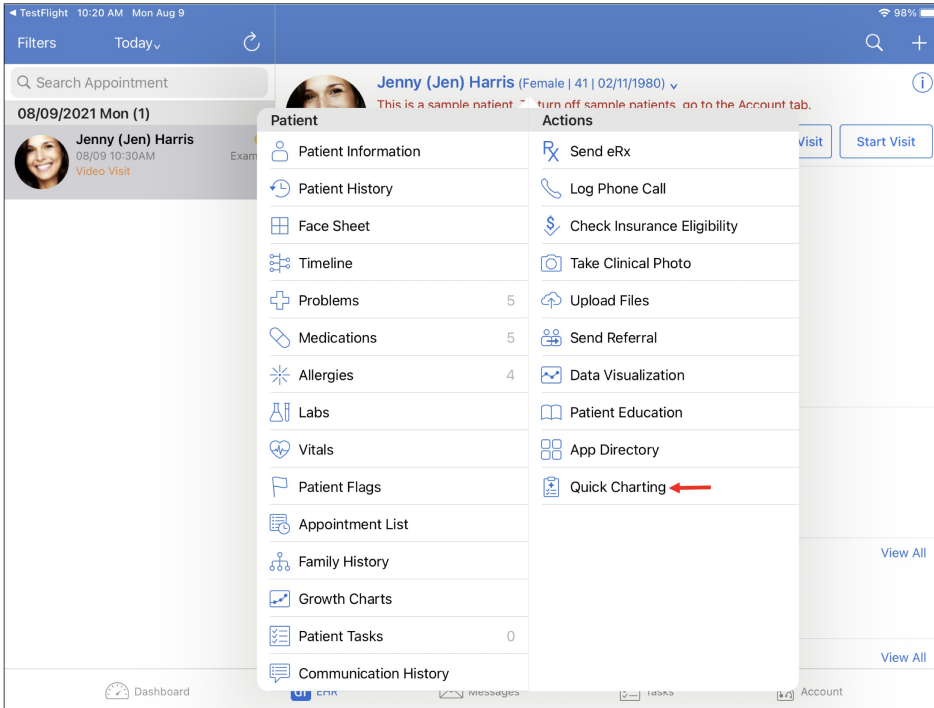 TestFlight 10:20 AM Mon Aug 9
98%
Filters
Today
Search Appointment
08/09/2021 Mon (1)
Jenny (Jen) Harris
08/09 10:30AM
Exam
Video Visit
Jenny (Jen) Harris (Female | 41 | 02/11/1980)
This is a sample patient. turn off sample patients, go to the Account tab.
Visit
Start Visit
Patient
Patient Information
Patient History
Face Sheet
Timeline
Problems 5
Medications 5
Allergies 4
Labs
Vitals
Patient Flags
Appointment List
Family History
Growth Charts
Patient Tasks 0
Communication History
Actions
Send eRx
Log Phone Call
Check Insurance Eligibility
Take Clinical Photo
Upload Files
Send Referral
Data Visualization
Patient Education
App Directory
Quick Charting
View All
View All
Dashboard
EHR
Messages
Tasks
Account